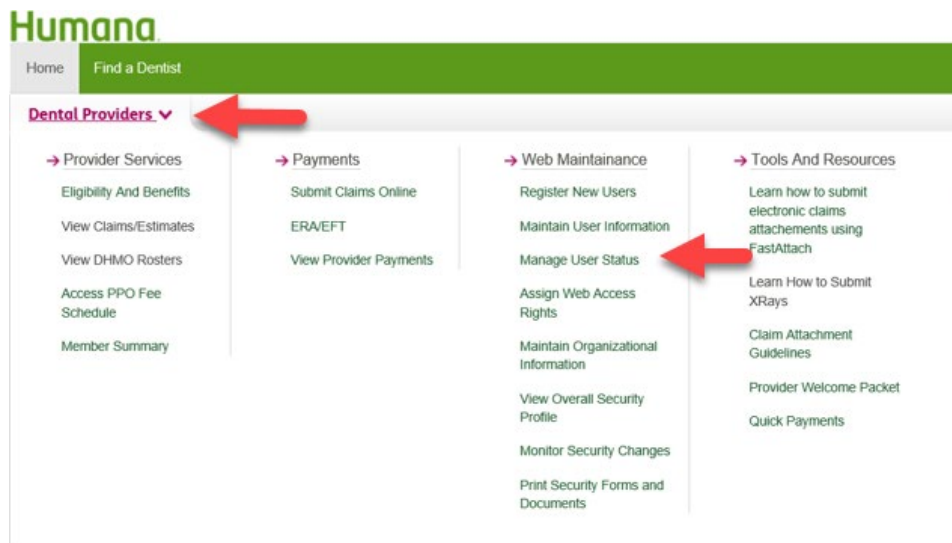 Humana
Home
Find a Dentist
Dental Providers
Provider Services
Eligibility And Benefits
View Claims/Estimates
View DHMO Rosters
Access PPO Fee
Schedule
Member Summary
Payments
Submit Claims Online
ERA/EFT
View Provider Payments
Web Maintainance
Register New Users
Maintain User Information
Manage User Status
Assign Web Access
Rights
Maintain Organizational
Information
View Overall Security
Profile
Monitor Security Changes
Print Security Forms and
Documents
Tools And Resources
Learn how to submit
electronic claims
attachements using
FastAttach
Learn How to Submit
XRays
Claim Attachment
Guidelines
Provider Welcome Packet
Quick Payments